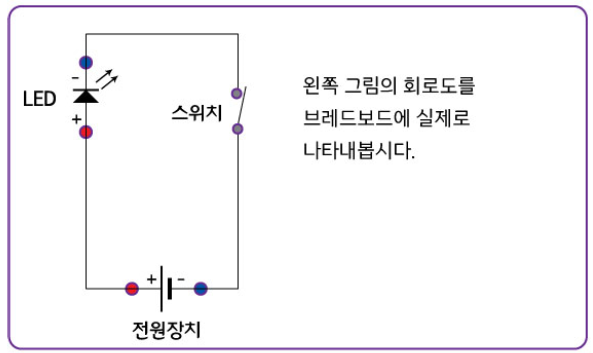 -
LED
+
스위치
왼쪽 그림의 회로도를
브레드보드에 실제로
나타내봅시다.
+ -
전원장치